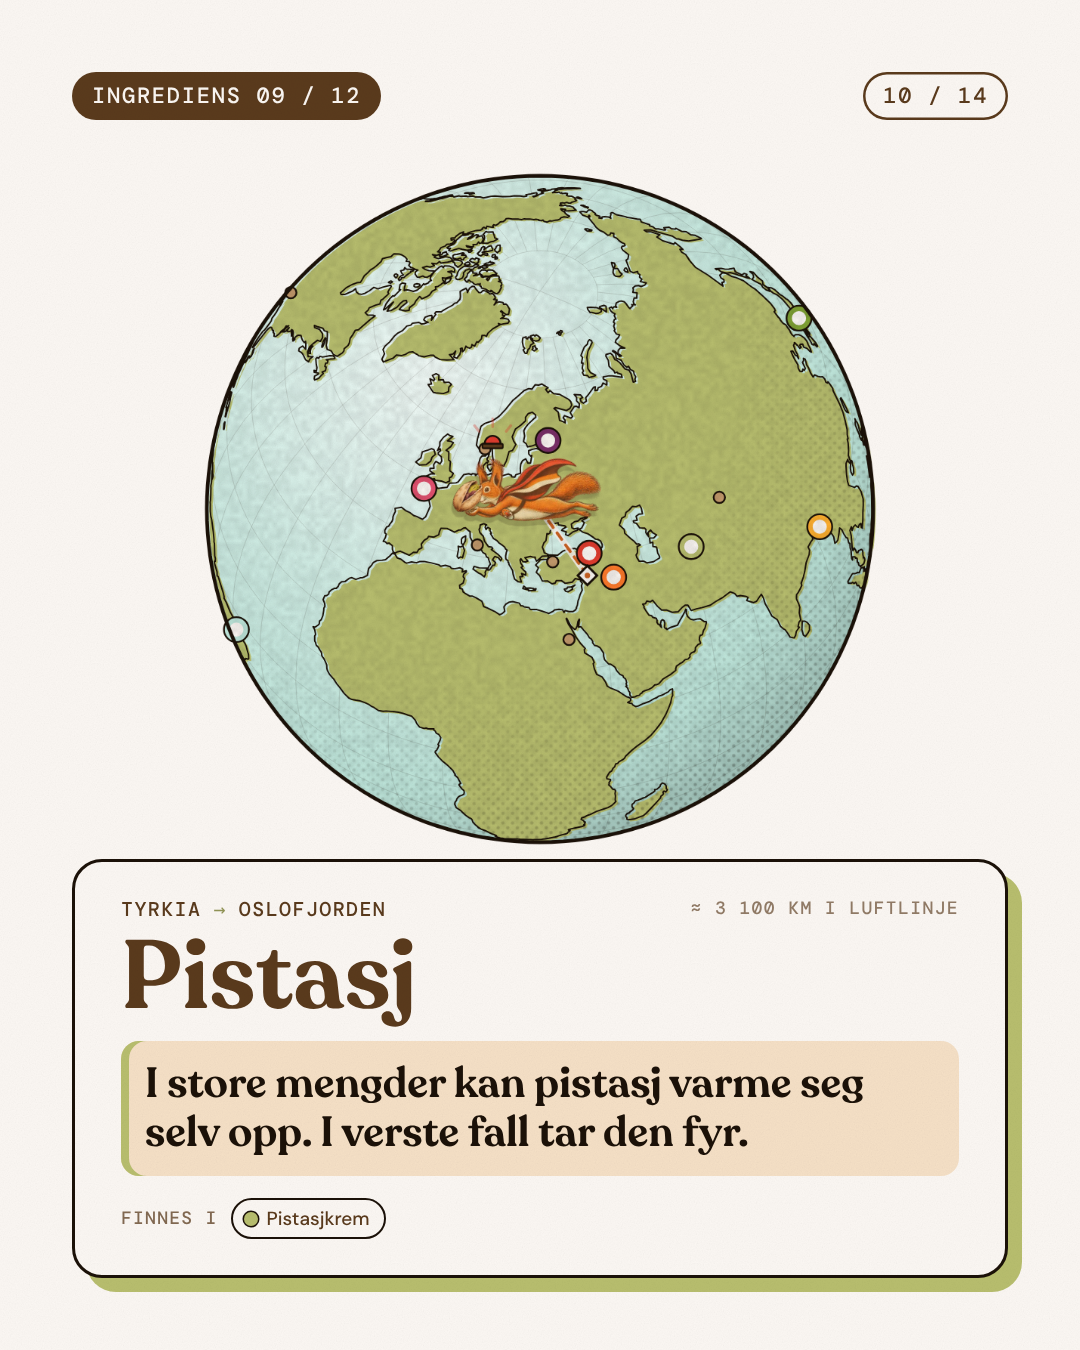 INGREDIENS 09 / 12
10 / 14
TYRKIA → OSLOFJORDEN
≈ 3 100 KM I LUFTLINJE
Pistasj
I store mengder kan pistasj varme seg
selv opp. I verste fall tar den fyr.
FINNES I
Pistasjkrem